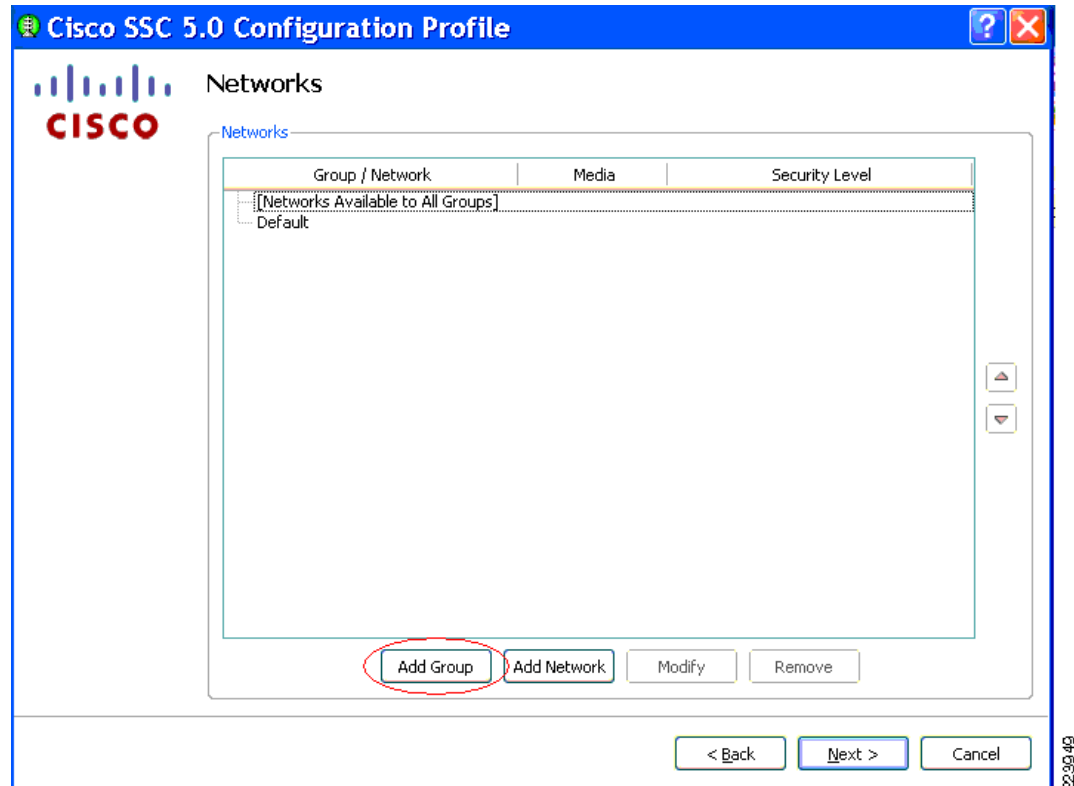 Cisco SSC 5.0 Configuration Profile
?
CISCO
Networks
Networks
Group / Network Media Security Level
[Networks Available to All Groups]
Default
Add Group Add Network Modify Remove
< Back Next > Cancel
223949